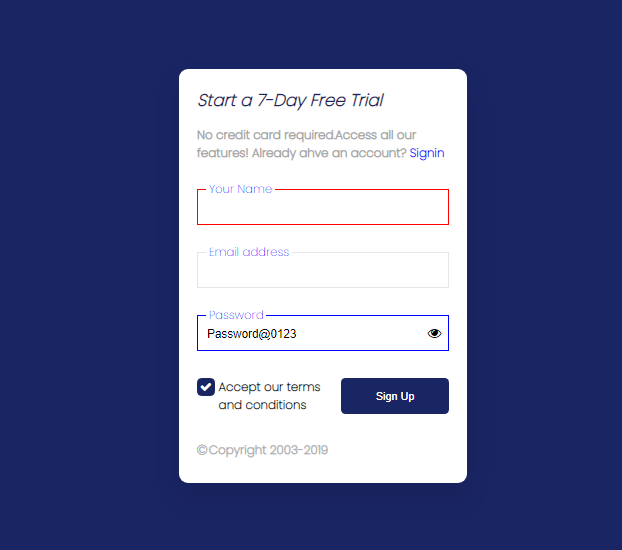 Start a 7-Day Free Trial
No credit card required.Access all our
features! Already ahve an account? Signin
Your Name
Email address
Password
Password@0123
Accept our terms
and conditions
Sign Up
©Copyright 2003-2019